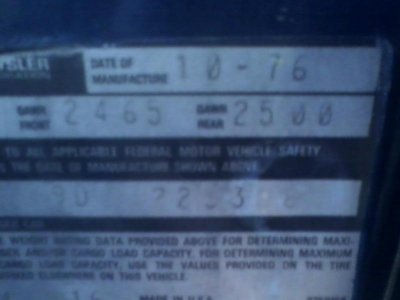 DATE OF
MANUFACTURE 10-76
GAWR
FRONT 2465 GAWR
REAR 2500
TO ALL APPLICABLE FEDERAL MOTOR VEHICLE SAFETY
THE DATE OF MANUFACTURE SHOWN ABOVE
WEIGHT RATING DATA PROVIDED ABOVE FOR DETERMINING MAXI-
AND/OR CARGO LOAD CAPACITY. FOR DETERMINING MAXIMUM
CARGO LOAD CAPACITY, USE THE VALUES PROVIDED ON THE TIRE
ELSEWHERE ON THIS VEHICLE.
MADE IN U.S.A.